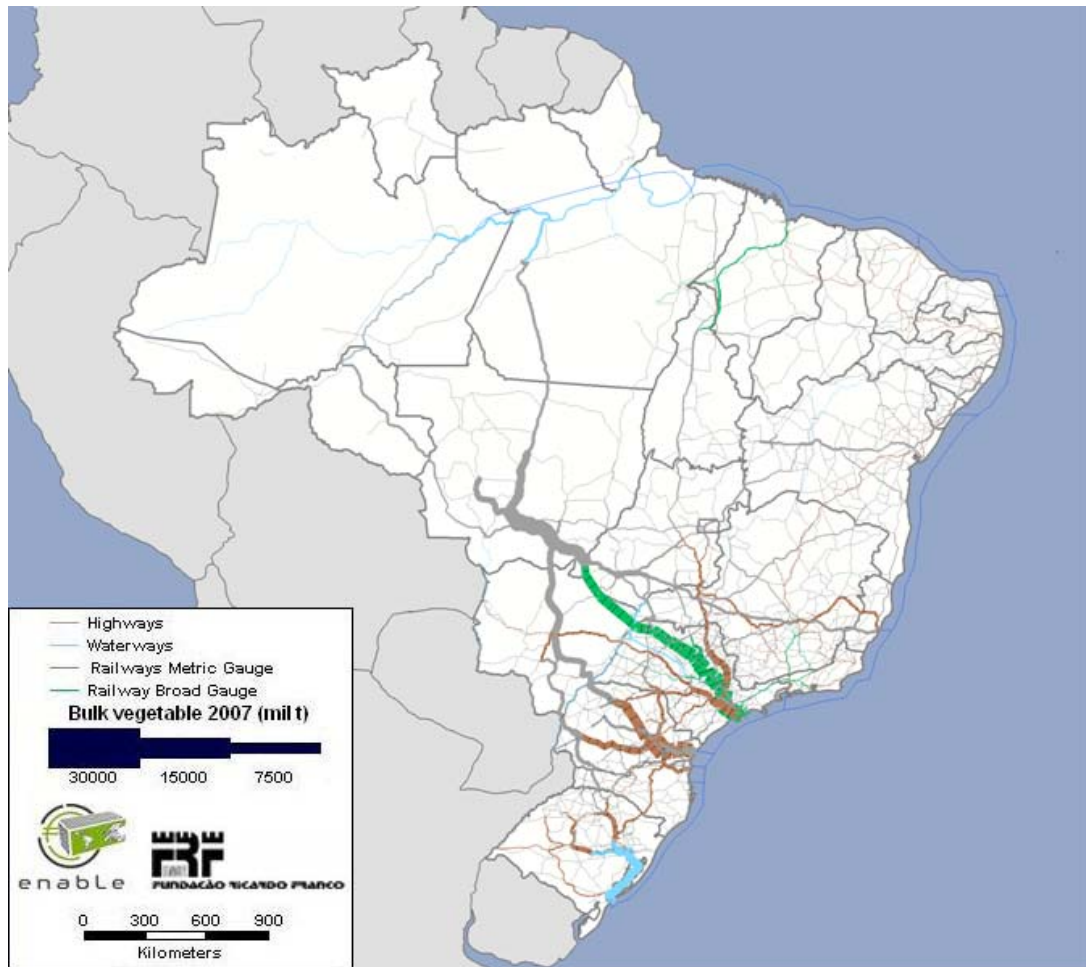 Highways
Waterways
Railways Metric Gauge
Railway Broad Gauge
Bulk vegetable 2007 (mil t)
30000 15000 7500
enable
FUNDAÇÃO RICARDO FRANCO
0 300 600 900
Kilometers